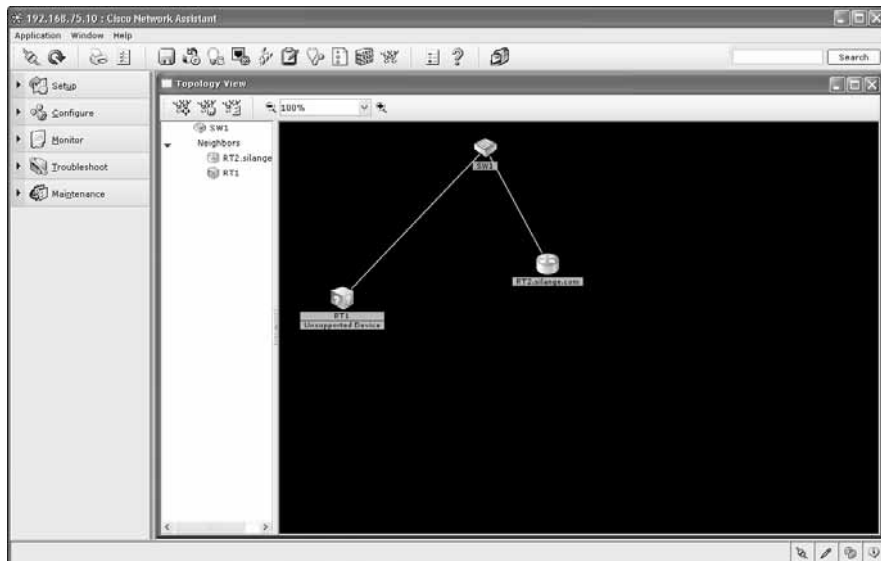 192.168.75.10 : Cisco Network Assistant
Application Window Help
Search
Setup
Configure
Monitor
Troubleshoot
Maintenance
Topology View
100%
SW1
Neighbors
RT2.silange
RT1
SW1
RT2.silange.com
RT1
Unsupported Device